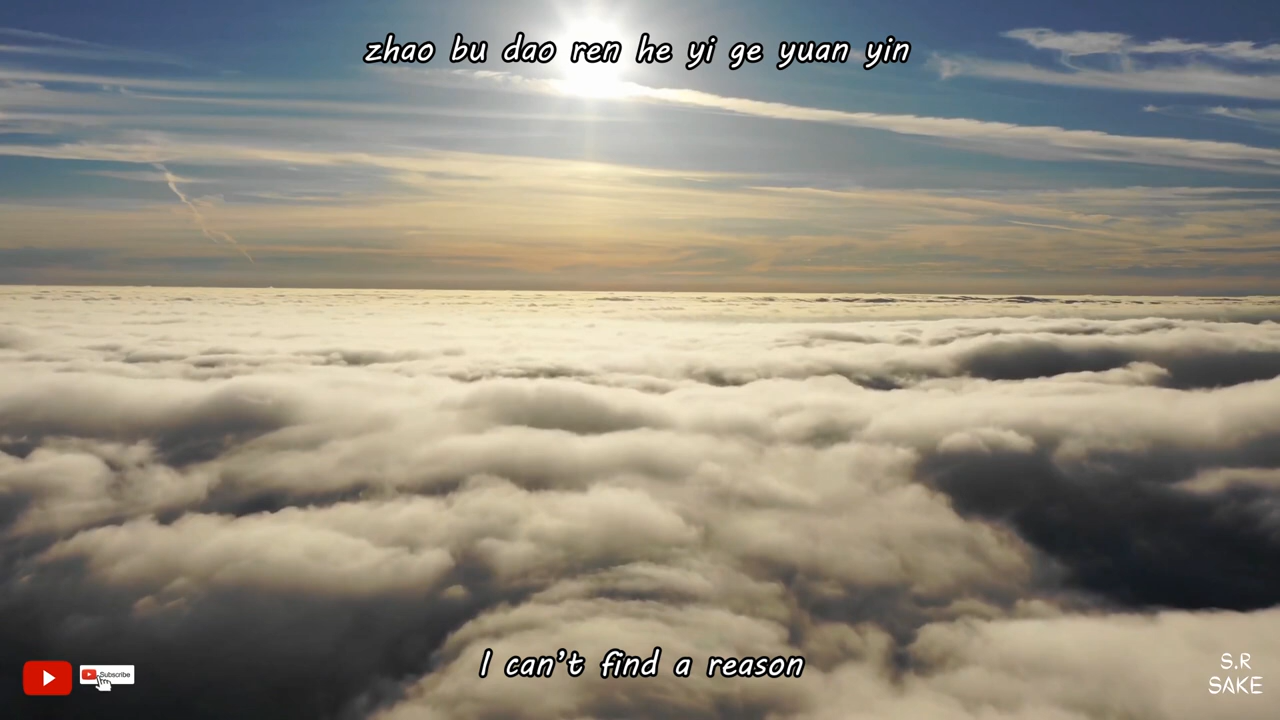 zhao bu dao ren he yi ge yuan yin
I can't find a reason
Subscribe
S.R
SAKE